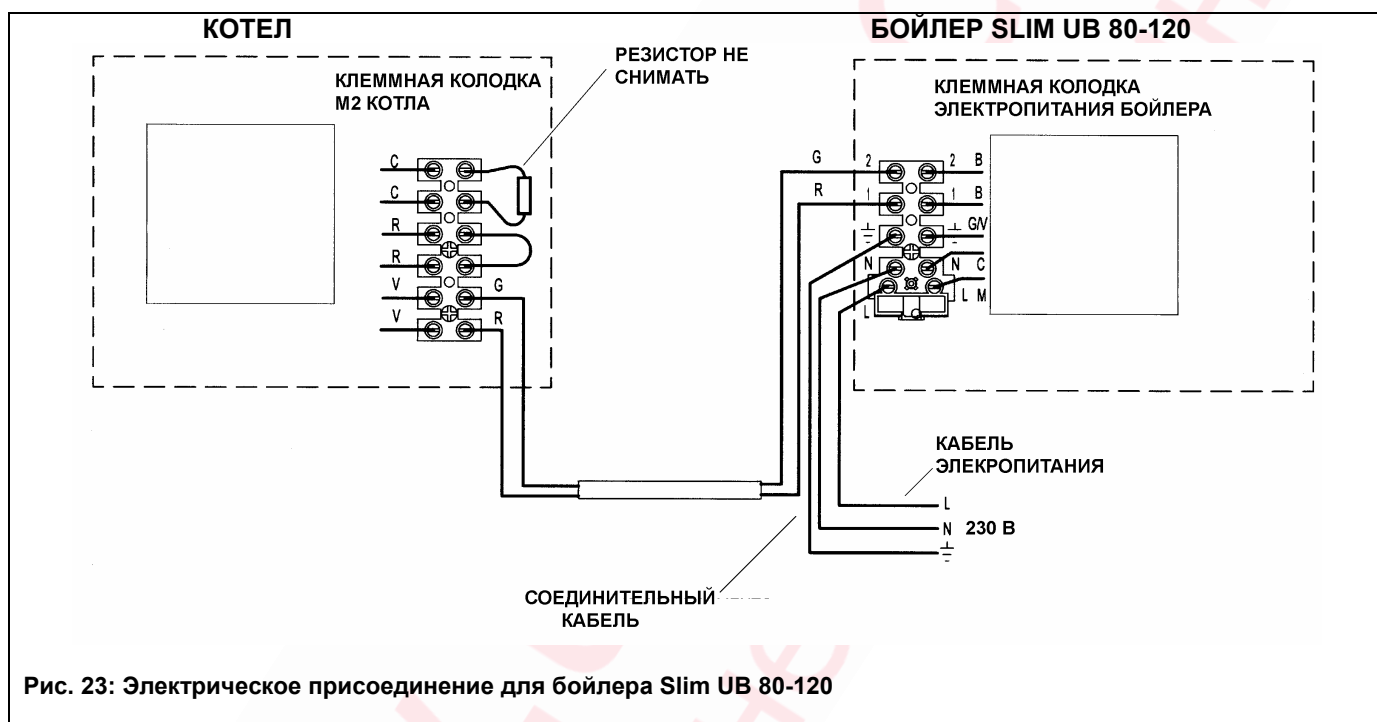 КОТЕЛ
БОЙЛЕР SLIM UB 80-120
РЕЗИСТОР НЕ
СНИМАТЬ
КЛЕММНАЯ КОЛОДКА
М2 КОТЛА
КЛЕММНАЯ КОЛОДКА
ЭЛЕКТРОПИТАНИЯ БОЙЛЕРА
C
C
R
R
V
V
G
R
G
R
2
1
N
L
2 B
1 B
G/V
N C
L M
КАБЕЛЬ
ЭЛЕКРОПИТАНИЯ
L
N 230 В
СОЕДИНИТЕЛЬНЫЙ
КАБЕЛЬ
Рис. 23: Электрическое присоединение для бойлера Slim UB 80-120